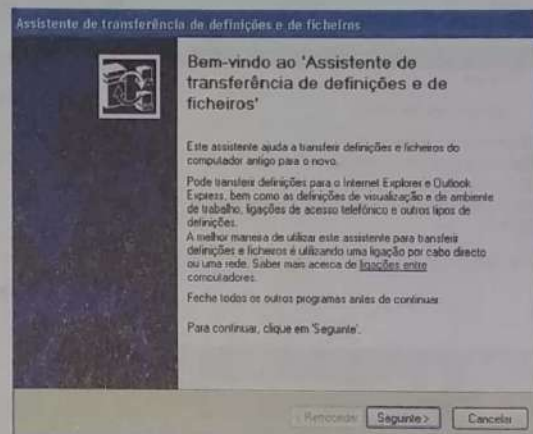 Assistente de transferência de definições e de ficheiros
Bem-vindo ao 'Assistente de
transferência de definições e de
ficheiros'
Este assistente ajuda a transferir definições e ficheiros do
computador antigo para o novo.
Pode transferir definições para o Internet Explorer e Outlook
Express, bem como as definições de visualização e de ambiente
de trabalho, ligações de acesso telefónico e outros tipos de
definições.
A melhor maneira de utilizar este assistente para transferir
definições e ficheiros é utilizando uma ligação por cabo directo
ou uma rede. Saber mais acerca de ligações entre
computadores.
Feche todos os outros programas antes de continuar.
Para continuar, clique em 'Seguinte'.
< Retroceder Seguinte > Cancelar